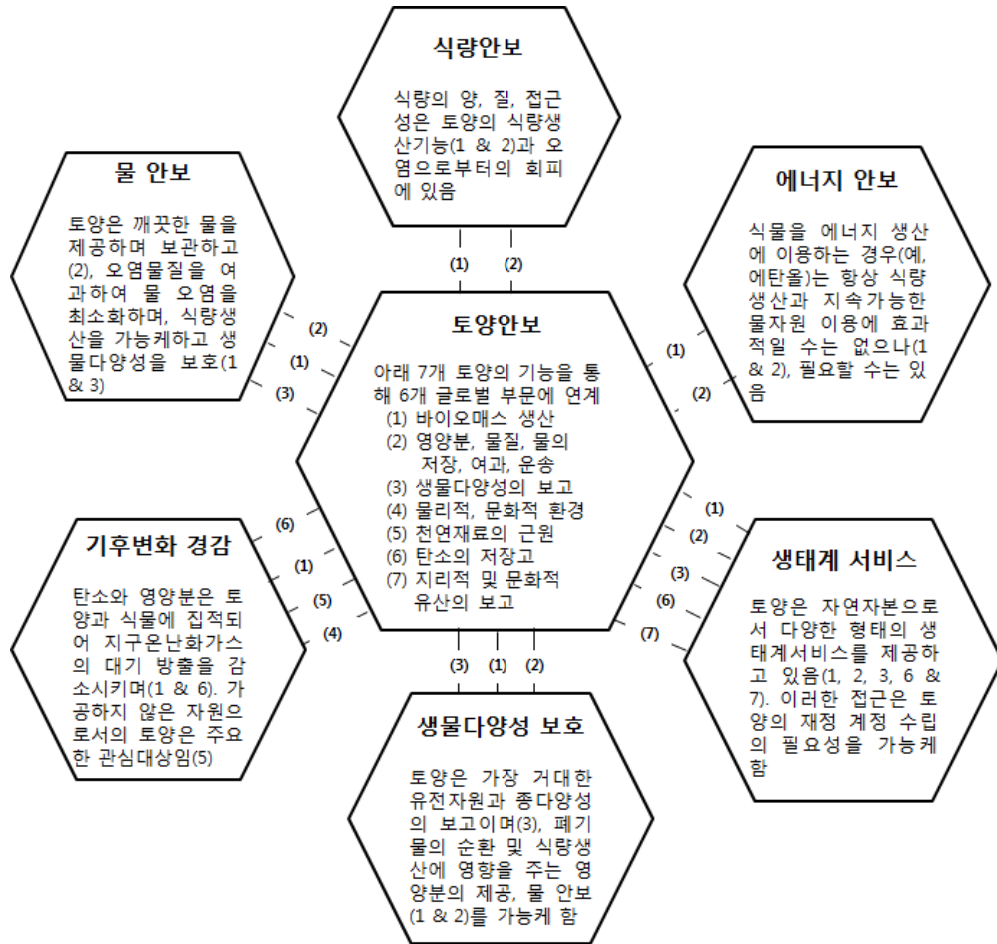 식량안보
식량의 양, 질, 접근
성은 토양의 식량생
산기능(1 & 2)과 오
염으로부터의 회피
에 있음
물 안보
토양은 깨끗한 물을
제공하며 보관하고
(2), 오염물질을 여
과하여 물 오염을
최소화하며, 식량생
산을 가능케하고 생
물다양성을 보호(1
& 3)
에너지 안보
식물을 에너지 생산
에 이용하는 경우(예,
에탄올)는 항상 식량
생산과 지속가능한
물자원 이용에 효과
적일 수는 없으나(1
& 2), 필요할 수는 있
음
(1)
(2)
(2)
(1)
(3)
(1)
(2)
토양안보
아래 7개 토양의 기능을 통
해 6개 글로벌 부문에 연계
(1) 바이오매스 생산
(2) 영양분, 물질, 물의
저장, 여과, 운송
(3) 생물다양성의 보고
(4) 물리적, 문화적 환경
(5) 천연재료의 근원
(6) 탄소의 저장고
(7) 지리적 및 문화적
유산의 보고
(6)
(1)
(5)
(4)
(1)
(2)
(3)
(6)
(7)
(3)
(1)
(2)
기후변화 경감
탄소와 영양분은 토
양과 식물에 집적되
어 지구온난화가스
의 대기 방출을 감
소시키며(1 & 6). 가
공하지 않은 자원으
로서의 토양은 주요
한 관심대상임(5)
생태계 서비스
토양은 자연자본으로
서 다양한 형태의 생
태계서비스를 제공하
고 있음(1, 2, 3, 6 &
7). 이러한 접근은 토
양의 재정 계정 수립
의 필요성을 가능케
함
생물다양성 보호
토양은 가장 거대한
유전자원과 종다양성
의 보고이며(3), 폐기
물의 순환 및 식량생
산에 영향을 주는 영
양분의 제공, 물 안보
(1 & 2)를 가능케 함